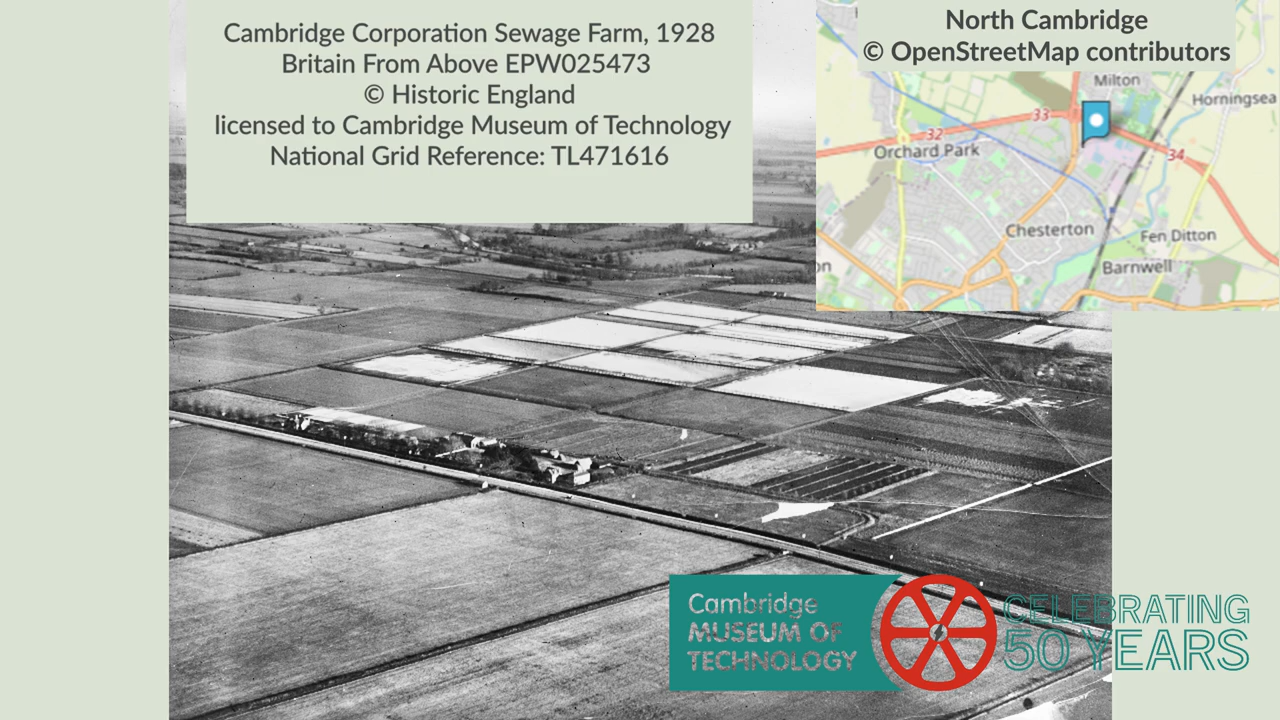 Cambridge Corporation Sewage Farm, 1928
Britain From Above EPW025473
© Historic England
licensed to Cambridge Museum of Technology
National Grid Reference: TL471616
North Cambridge
© OpenStreetMap contributors
Milton
Horningsea
33
32
34
Orchard Park
Chesterton
Fen Ditton
Barnwell
on
Cambridge
MUSEUM OF
TECHNOLOGY
CELEBRATING
50 YEARS